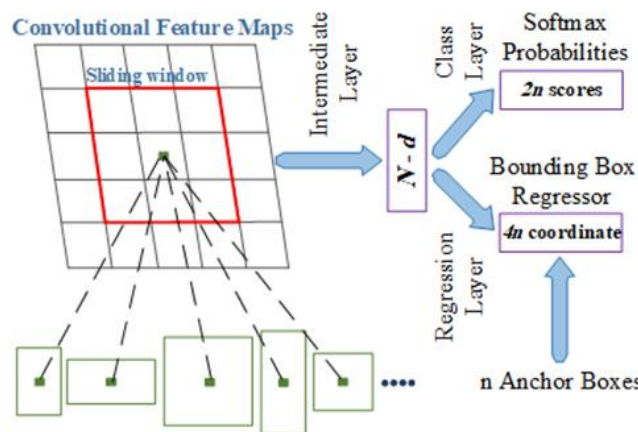 Convolutional Feature Maps
Sliding window
Intermediate
Layer
N - d
Class
Layer
Softmax
Probabilities
2n scores
Regression
Layer
Bounding Box
Regressor
4n coordinate
n Anchor Boxes